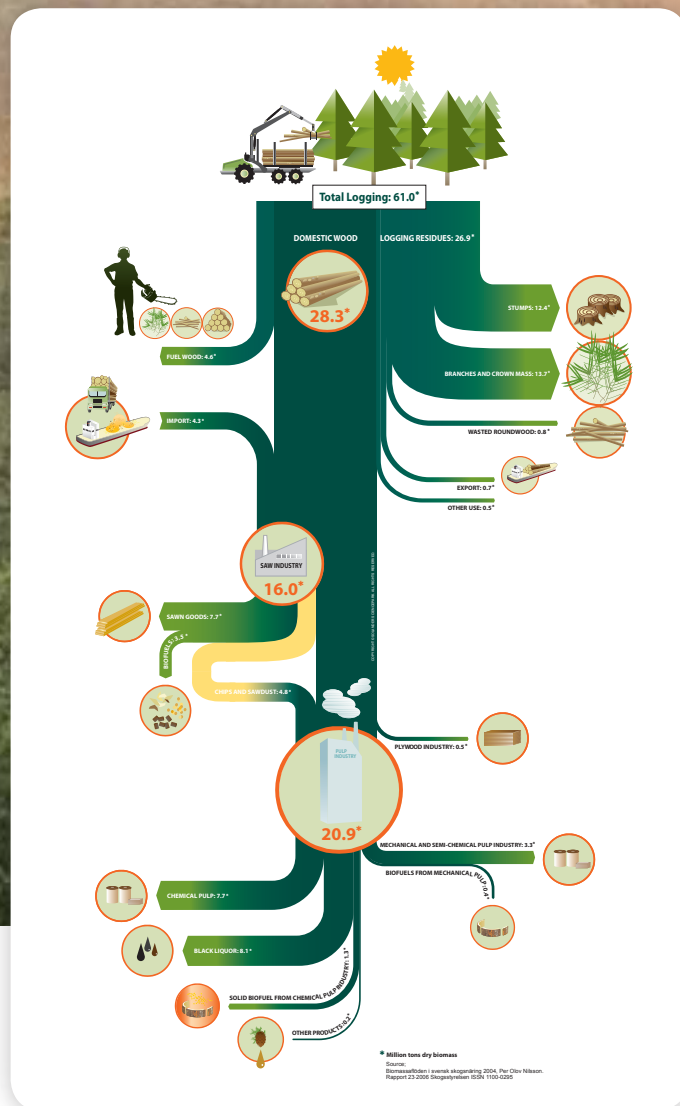 Total Logging: 61.0*
DOMESTIC WOOD
LOGGING RESIDUES: 26.9*
28.3*
STUMPS: 12.4*
FUEL WOOD: 4.6*
BRANCHES AND CROWN MASS: 13.7*
IMPORT: 4.3*
WASTED ROUNDWOOD: 0.8*
EXPORT: 0.7*
OTHER USE: 0.5*
SAW INDUSTRY
16.0*
SAWN GOODS: 7.7*
BIOFUELS: 3.5*
CHIPS AND SAWDUST: 4.8*
PLYWOOD INDUSTRY: 0.5*
PULP
INDUSTRY
20.9*
MECHANICAL AND SEMI-CHEMICAL PULP INDUSTRY: 3.3*
BIOFUELS FROM MECHANICAL PULP: 0.4*
CHEMICAL PULP: 7.7*
BLACK LIQUOR: 8.1*
SOLID BIOFUEL FROM CHEMICAL PULP INDUSTRY: 1.3*
OTHER PRODUCTS: 0.2*
* Million tons dry biomass
Source:
Biomassaflöden i svensk skogsnäring 2004, Per Olov Nilsson.
Rapport 23-2006 Skogsstyrelsen ISSN 1100-0295